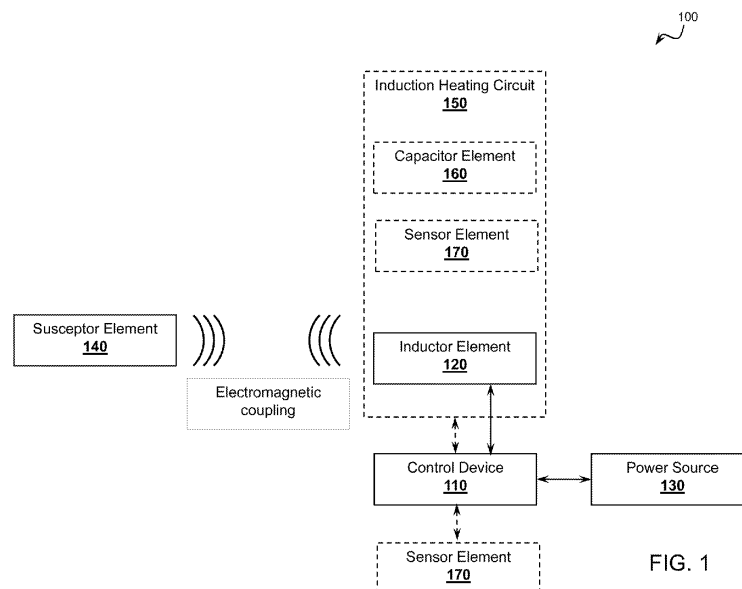 100
Induction Heating Circuit
150
Capacitor Element
160
Sensor Element
170
Susceptor Element
140
Inductor Element
120
Electromagnetic
coupling
Control Device
110
Power Source
130
Sensor Element
170
FIG. 1